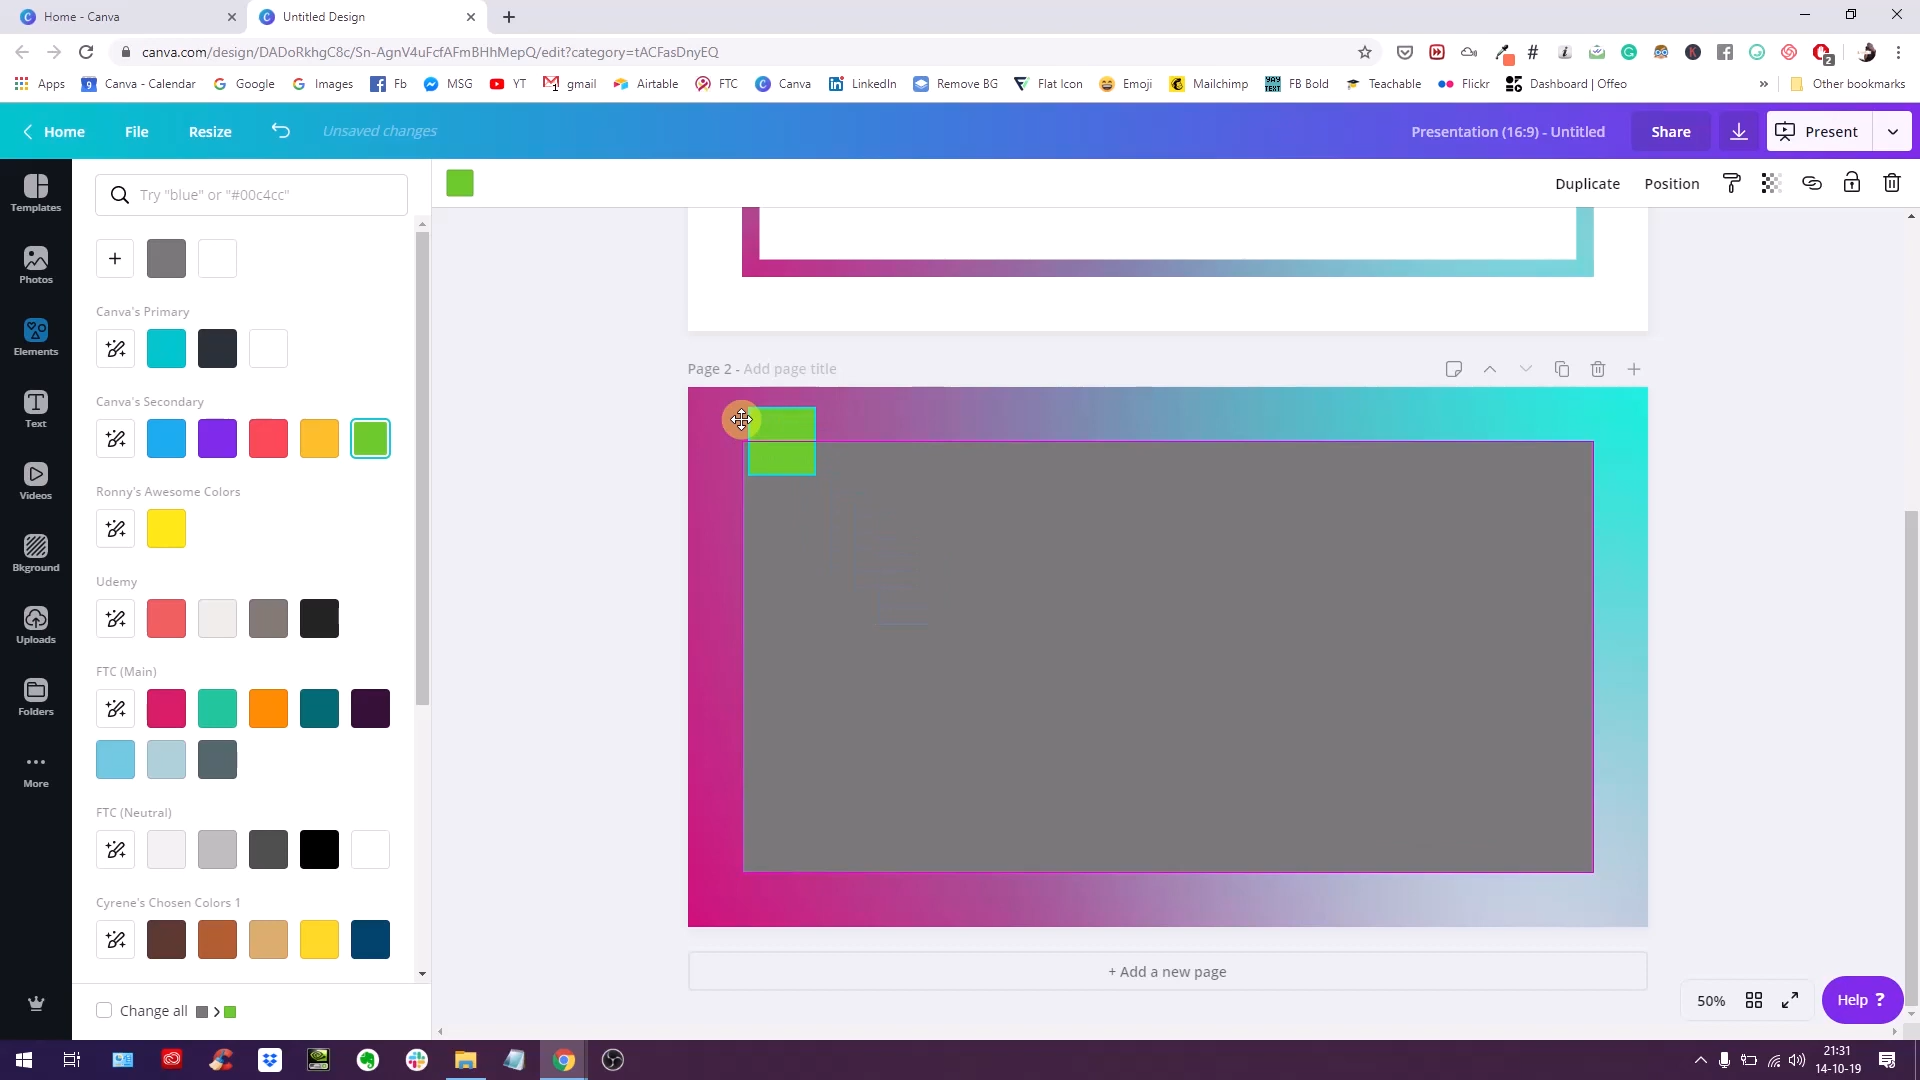 Home - Canva
Untitled Design
canva.com/design/DADoRkhgC8c/Sn-AgnV4uFcfAFmBHhMepQ/edit?category=tACFasDnyEQ
Apps
Canva - Calendar
Google
Images
Fb
MSG
YT
gmail
Airtable
FTC
Canva
LinkedIn
Remove BG
Flat Icon
Emoji
Mailchimp
FB Bold
Teachable
Flickr
Dashboard | Offeo
»
Other bookmarks
Home
File
Resize
Unsaved changes
Presentation (16:9) - Untitled
Share
Present
Templates
Photos
Elements
Text
Videos
Bkground
Uploads
Folders
More
Try "blue" or "#00c4cc"
Canva's Primary
Canva's Secondary
Ronny's Awesome Colors
Udemy
FTC (Main)
FTC (Neutral)
Cyrene's Chosen Colors 1
Change all
Duplicate
Position
Page 2 - Add page title
+ Add a new page
50%
Help ?
21:31
14-10-19